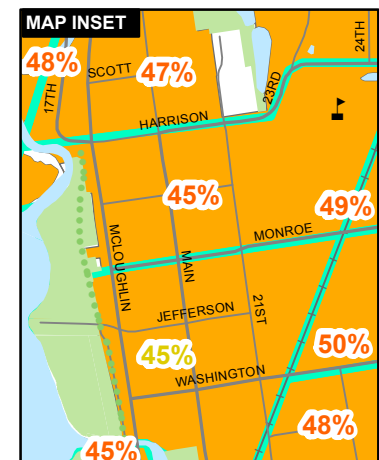 MAP INSET
48%
SCOTT
47%
24TH
17TH
23RD
HARRISON
45%
49%
MONROE
MCLOUGHLIN
MAIN
21ST
JEFFERSON
45%
50%
WASHINGTON
48%
45%